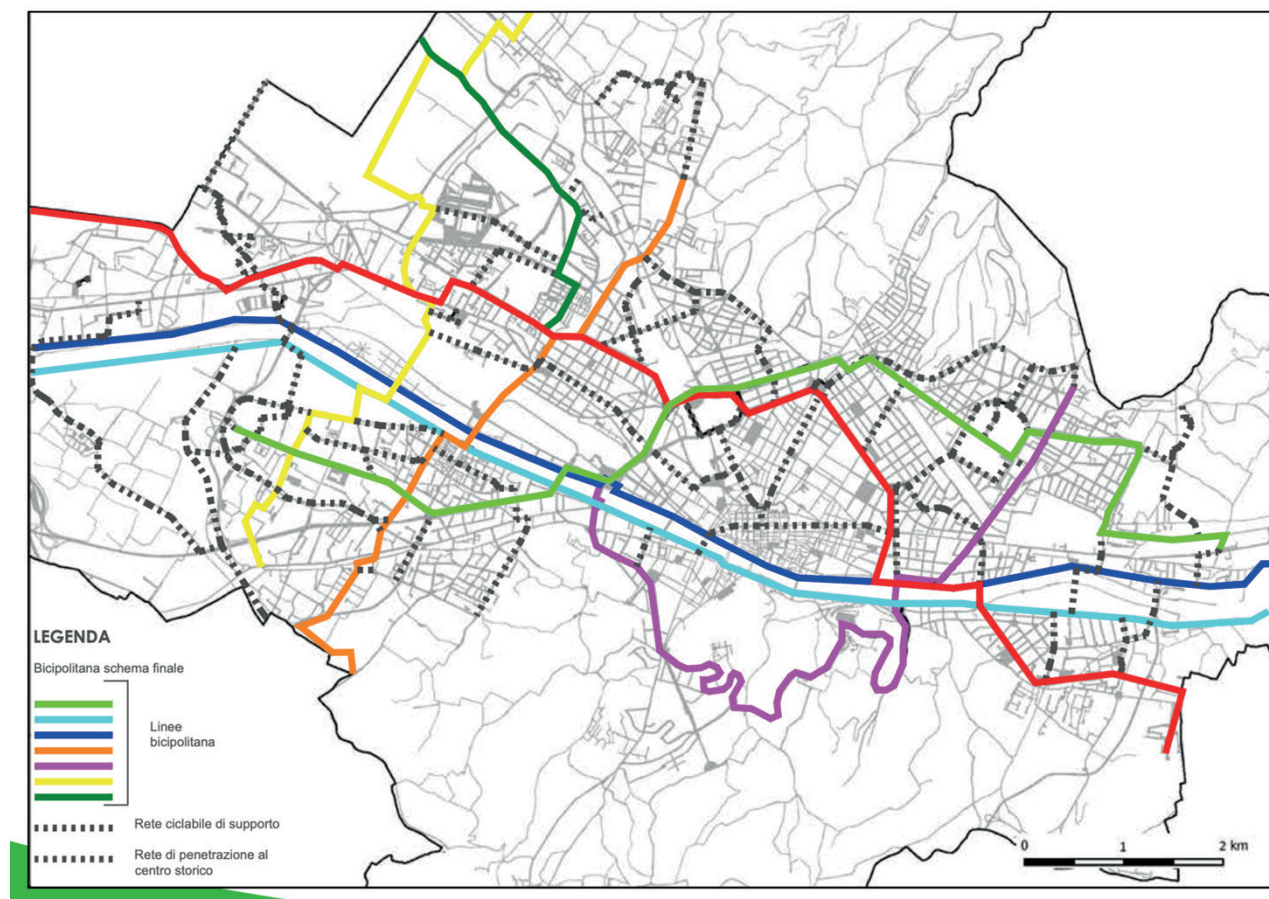 LEGENDA
Bicipolitana schema finale
Linee
bicipolitana
Rete ciclabile di supporto
Rete di penetrazione al
centro storico
0 1 2 km